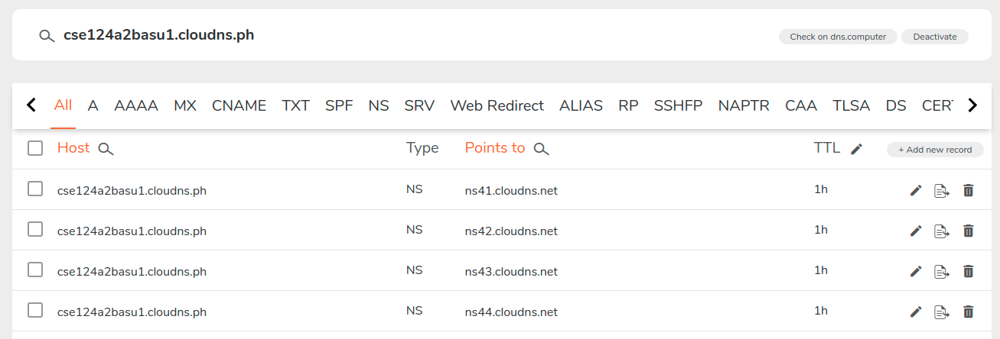 cse124a2basu1.cloudns.ph Check on dns.computer Deactivate
All A AAAA MX CNAME TXT SPF NS SRV Web Redirect ALIAS RP SSHFP NAPTR CAA TLSA DS CERT
Host Type Points to TTL + Add new record
cse124a2basu1.cloudns.ph NS ns41.cloudns.net 1h
cse124a2basu1.cloudns.ph NS ns42.cloudns.net 1h
cse124a2basu1.cloudns.ph NS ns43.cloudns.net 1h
cse124a2basu1.cloudns.ph NS ns44.cloudns.net 1h